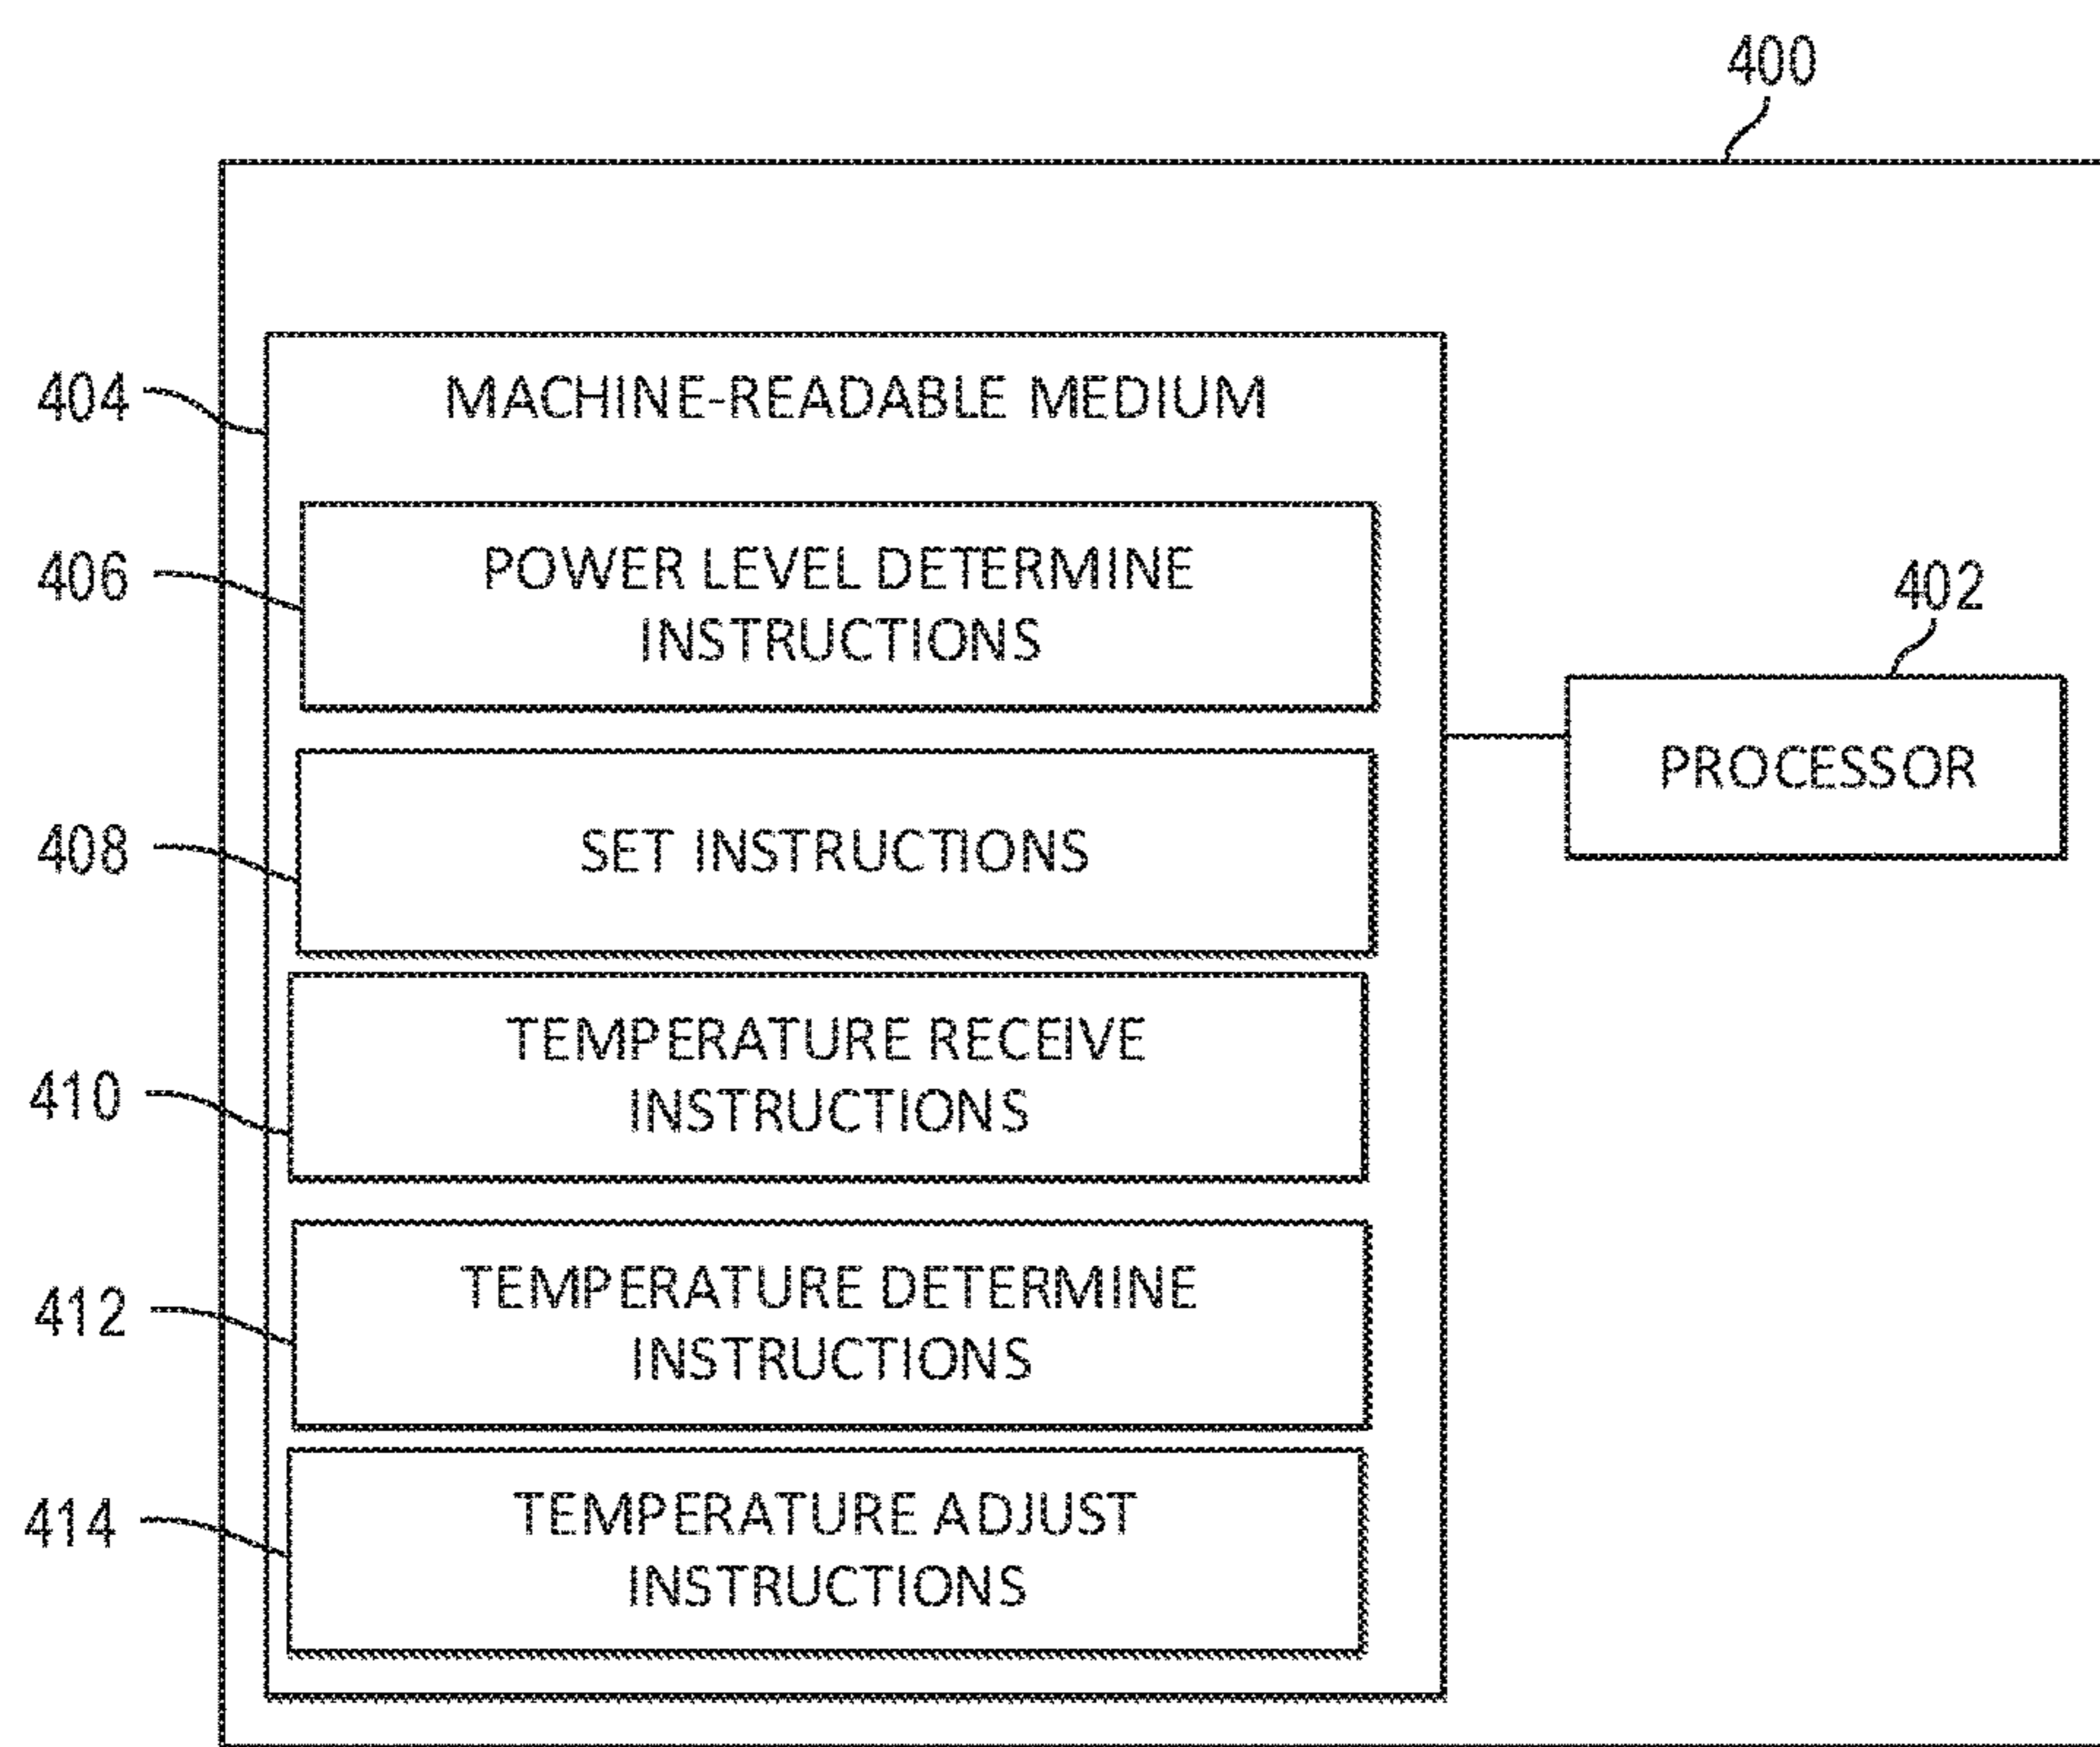 400
404
MACHINE-READABLE MEDIUM
406
POWER LEVEL DETERMINE
INSTRUCTIONS
402
PROCESSOR
408
SET INSTRUCTIONS
410
TEMPERATURE RECEIVE
INSTRUCTIONS
412
TEMPERATURE DETERMINE
INSTRUCTIONS
414
TEMPERATURE ADJUST
INSTRUCTIONS